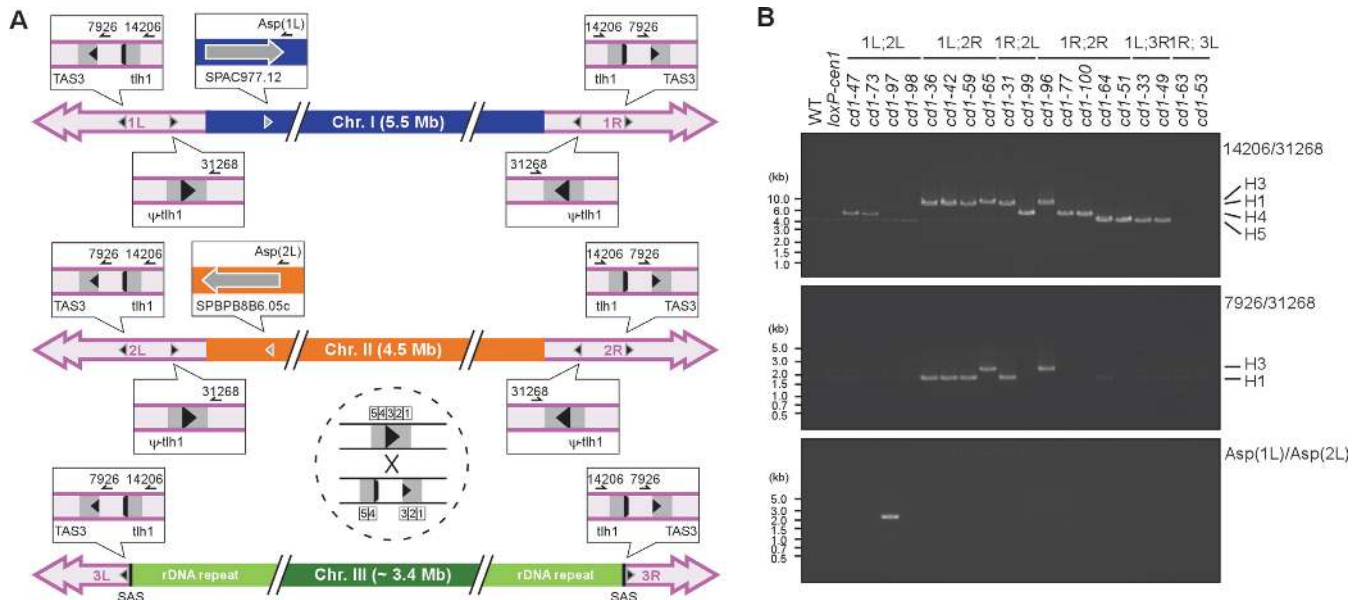 A
7926 14206
TAS3 tlh1
Asp(1L)
SPAC977.12
14206 7926
tlh1 TAS3
1L
Chr. I (5.5 Mb)
1R
31268
ψ-tlh1
31268
ψ-tlh1
7926 14206
TAS3 tlh1
Asp(2L)
SPBPB8B6.05c
14206 7926
tlh1 TAS3
2L
Chr. II (4.5 Mb)
2R
31268
ψ-tlh1
31268
ψ-tlh1
5 4 3 2 1
X
5 4 3 2 1
7926 14206
TAS3 tlh1
14206 7926
tlh1 TAS3
3L
rDNA repeat
Chr. III (~ 3.4 Mb)
rDNA repeat
3R
SAS
SAS
B
1L;2L 1L;2R 1R;2L 1R;2R 1L;3R 1R; 3L
WT
loxP-cen1
cd1-47
cd1-73
cd1-97
cd1-98
cd1-36
cd1-42
cd1-59
cd1-65
cd1-31
cd1-99
cd1-96
cd1-77
cd1-100
cd1-64
cd1-51
cd1-33
cd1-49
cd1-63
cd1-53
14206/31268
(kb)
10.0
6.0
4.0
3.0
2.0
1.5
1.0
H3
H1
H4
H5
7926/31268
(kb)
5.0
3.0
2.0
1.5
1.0
0.7
0.5
H3
H1
Asp(1L)/Asp(2L)
(kb)
5.0
3.0
2.0
1.5
1.0
0.7
0.5